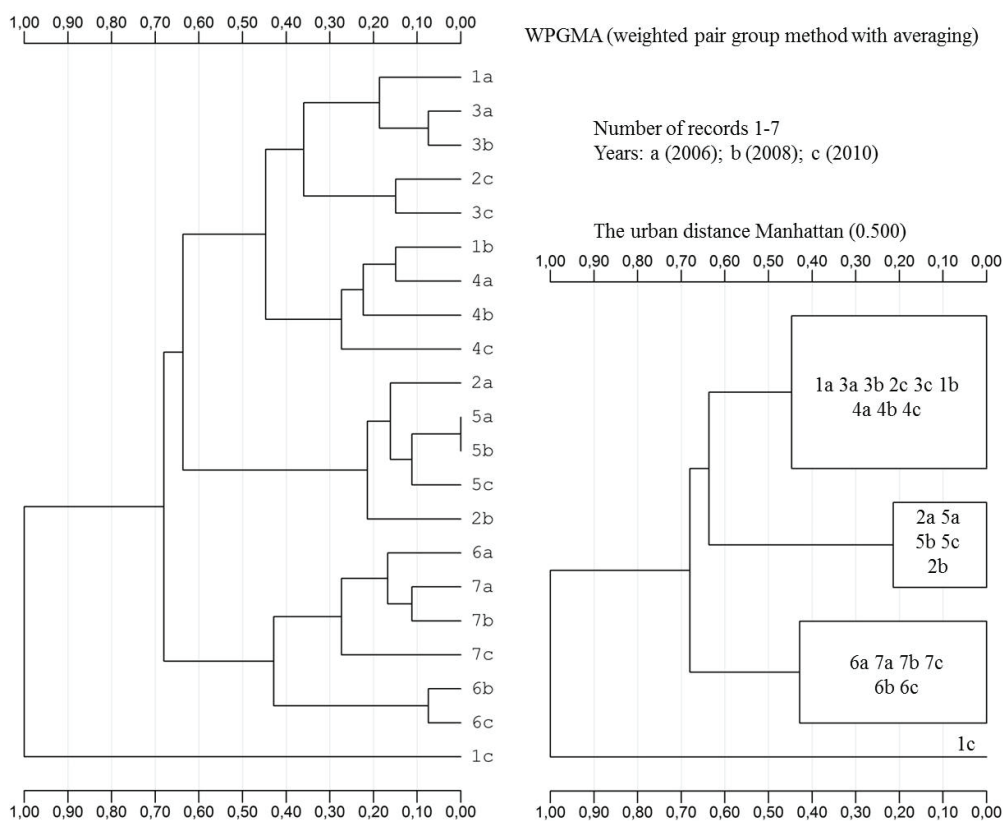 1,00 0,90 0,80 0,70 0,60 0,50 0,40 0,30 0,20 0,10 0,00
1a
3a
3b
2c
3c
1b
4a
4b
4c
2a
5a
5b
5c
2b
6a
7a
7b
7c
6b
6c
1c
1,00 0,90 0,80 0,70 0,60 0,50 0,40 0,30 0,20 0,10 0,00
WPGMA (weighted pair group method with averaging)
Number of records 1-7
Years: a (2006); b (2008); c (2010)
The urban distance Manhattan (0.500)
1,00 0,90 0,80 0,70 0,60 0,50 0,40 0,30 0,20 0,10 0,00
1a 3a 3b 2c 3c 1b
4a 4b 4c
2a 5a
5b 5c
2b
6a 7a 7b 7c
6b 6c
1c
1,00 0,90 0,80 0,70 0,60 0,50 0,40 0,30 0,20 0,10 0,00